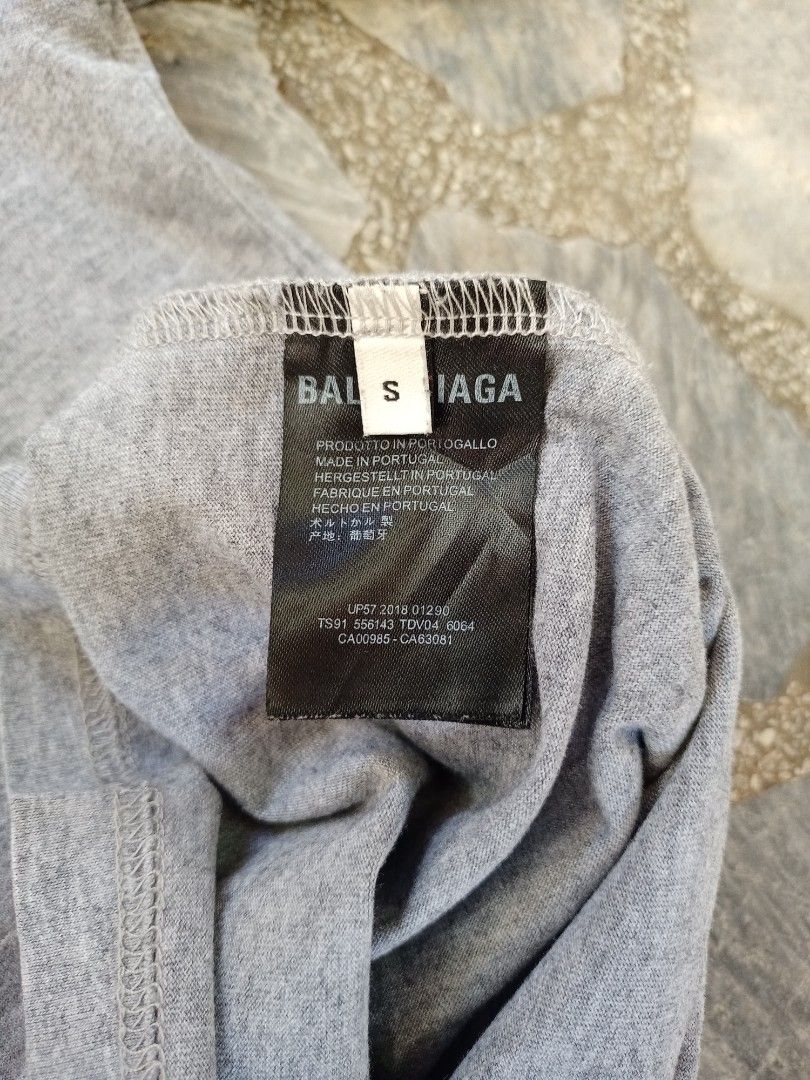 BAL S IAGA
PRODOTTO IN PORTOGALLO
MADE IN PORTUGAL
HERGESTELLT IN PORTUGAL
FABRIQUE EN PORTUGAL
HECHO EN PORTUGAL
ポルトガル 製
产地: 葡萄牙
UP57 2018 01290
TS91 556143 TDV04 6064
CA00985 - CA63081